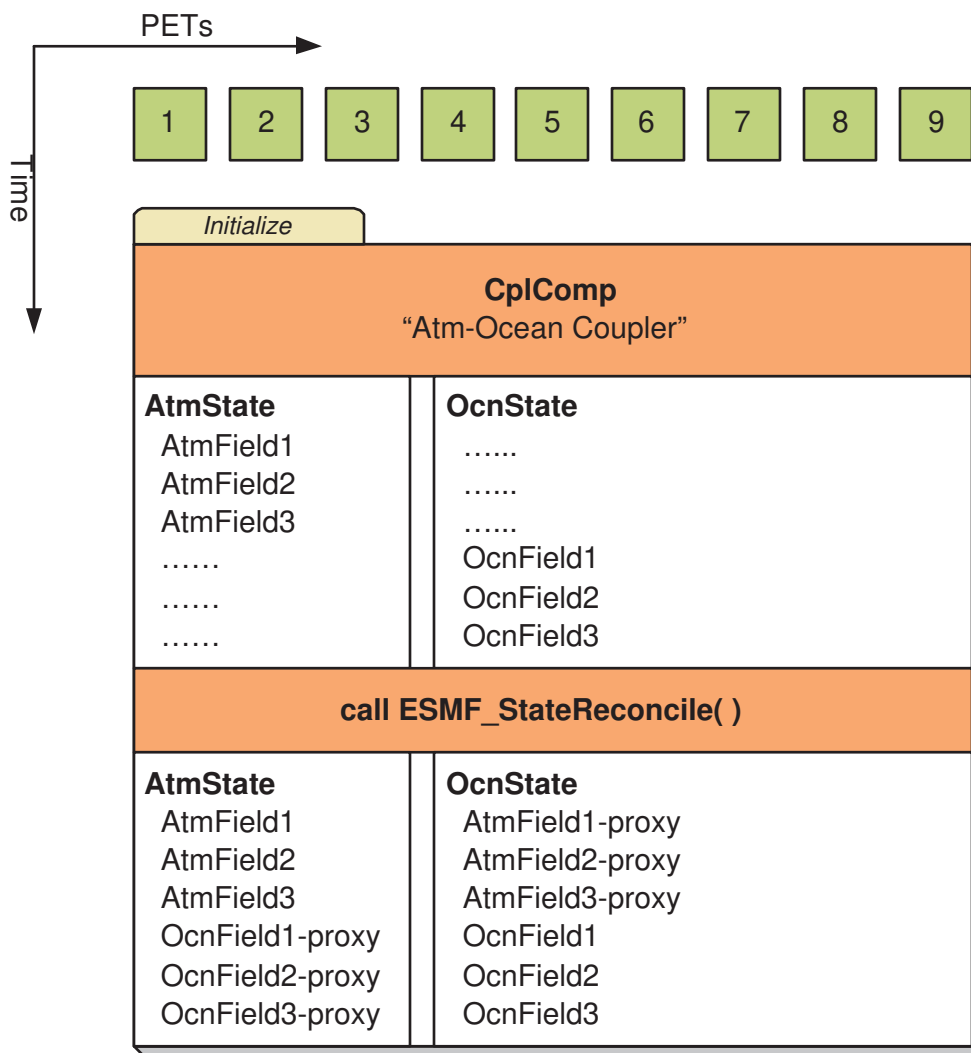 PETs
1 2 3 4 5 6 7 8 9
Time
Initialize
CplComp
“Atm-Ocean Coupler”
AtmState
AtmField1
AtmField2
AtmField3
……
……
……
OcnState
…...
…...
…...
OcnField1
OcnField2
OcnField3
call ESMF_StateReconcile( )
AtmState
AtmField1
AtmField2
AtmField3
OcnField1-proxy
OcnField2-proxy
OcnField3-proxy
OcnState
AtmField1-proxy
AtmField2-proxy
AtmField3-proxy
OcnField1
OcnField2
OcnField3